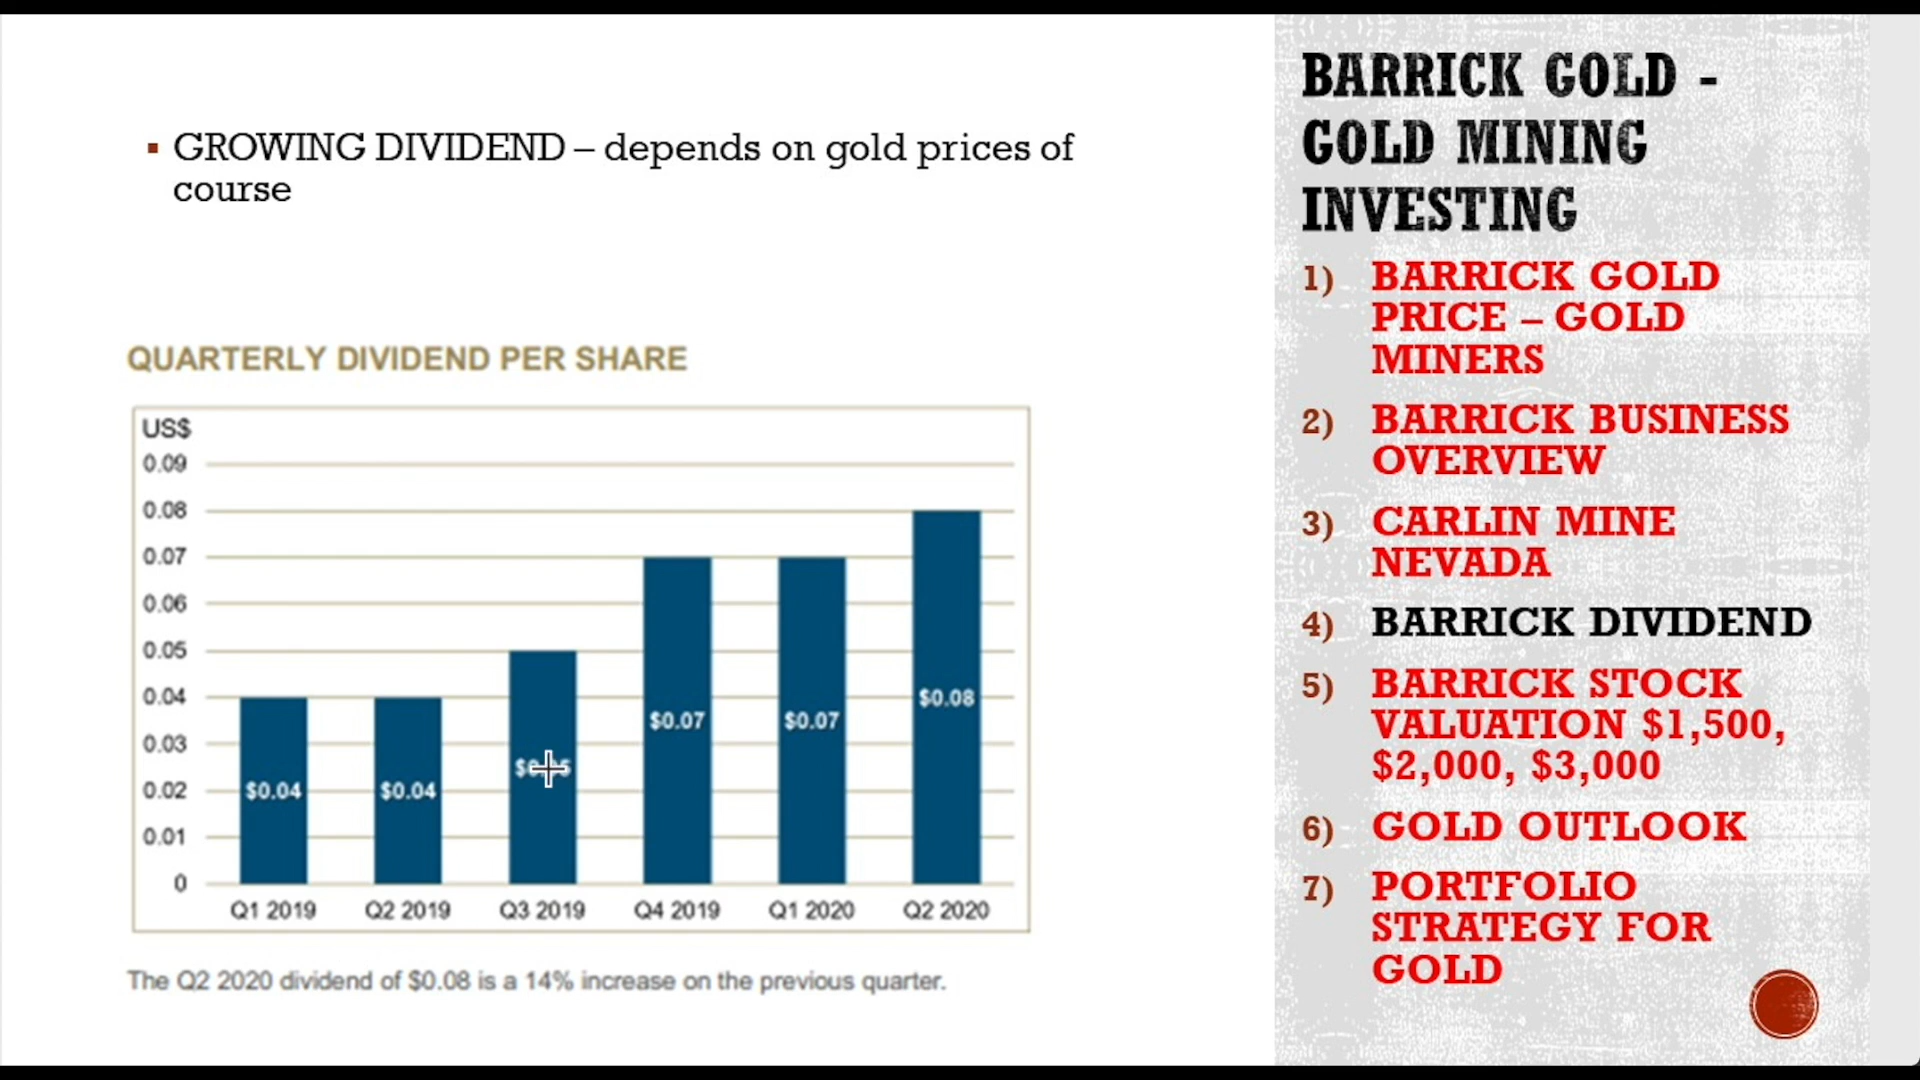 ▪ GROWING DIVIDEND – depends on gold prices of
course
QUARTERLY DIVIDEND PER SHARE
US$
0.09
0.08
0.07
0.06
0.05
0.04
0.03
0.02
0.01
0
$0.04
$0.04
$0.07
$0.07
$0.08
Q1 2019
Q2 2019
Q3 2019
Q4 2019
Q1 2020
Q2 2020
The Q2 2020 dividend of $0.08 is a 14% increase on the previous quarter.
BARRICK GOLD -
GOLD MINING
INVESTING
1) BARRICK GOLD
PRICE – GOLD
MINERS
2) BARRICK BUSINESS
OVERVIEW
3) CARLIN MINE
NEVADA
4) BARRICK DIVIDEND
5) BARRICK STOCK
VALUATION $1,500,
$2,000, $3,000
6) GOLD OUTLOOK
7) PORTFOLIO
STRATEGY FOR
GOLD